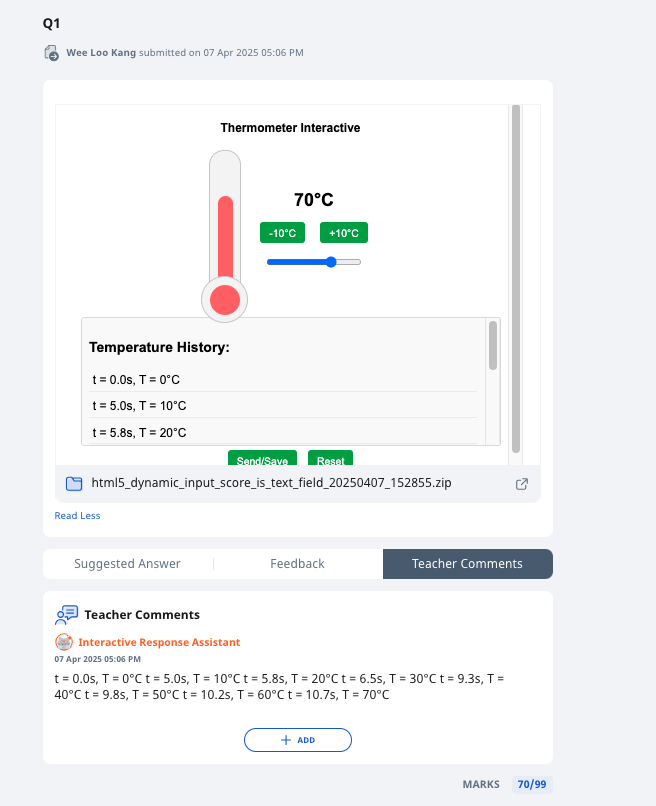 Q1
Wee Loo Kang submitted on 07 Apr 2025 05:06 PM
Thermometer Interactive
70°C
-10°C +10°C
Temperature History:
t = 0.0s, T = 0°C
t = 5.0s, T = 10°C
t = 5.8s, T = 20°C
Send/Save Reset
html5_dynamic_input_score_is_text_field_20250407_152855.zip
Read Less
Suggested Answer Feedback Teacher Comments
Teacher Comments
Interactive Response Assistant
07 Apr 2025 05:06 PM
t = 0.0s, T = 0°C t = 5.0s, T = 10°C t = 5.8s, T = 20°C t = 6.5s, T = 30°C t = 9.3s, T =
40°C t = 9.8s, T = 50°C t = 10.2s, T = 60°C t = 10.7s, T = 70°C
+ ADD
MARKS 70/99